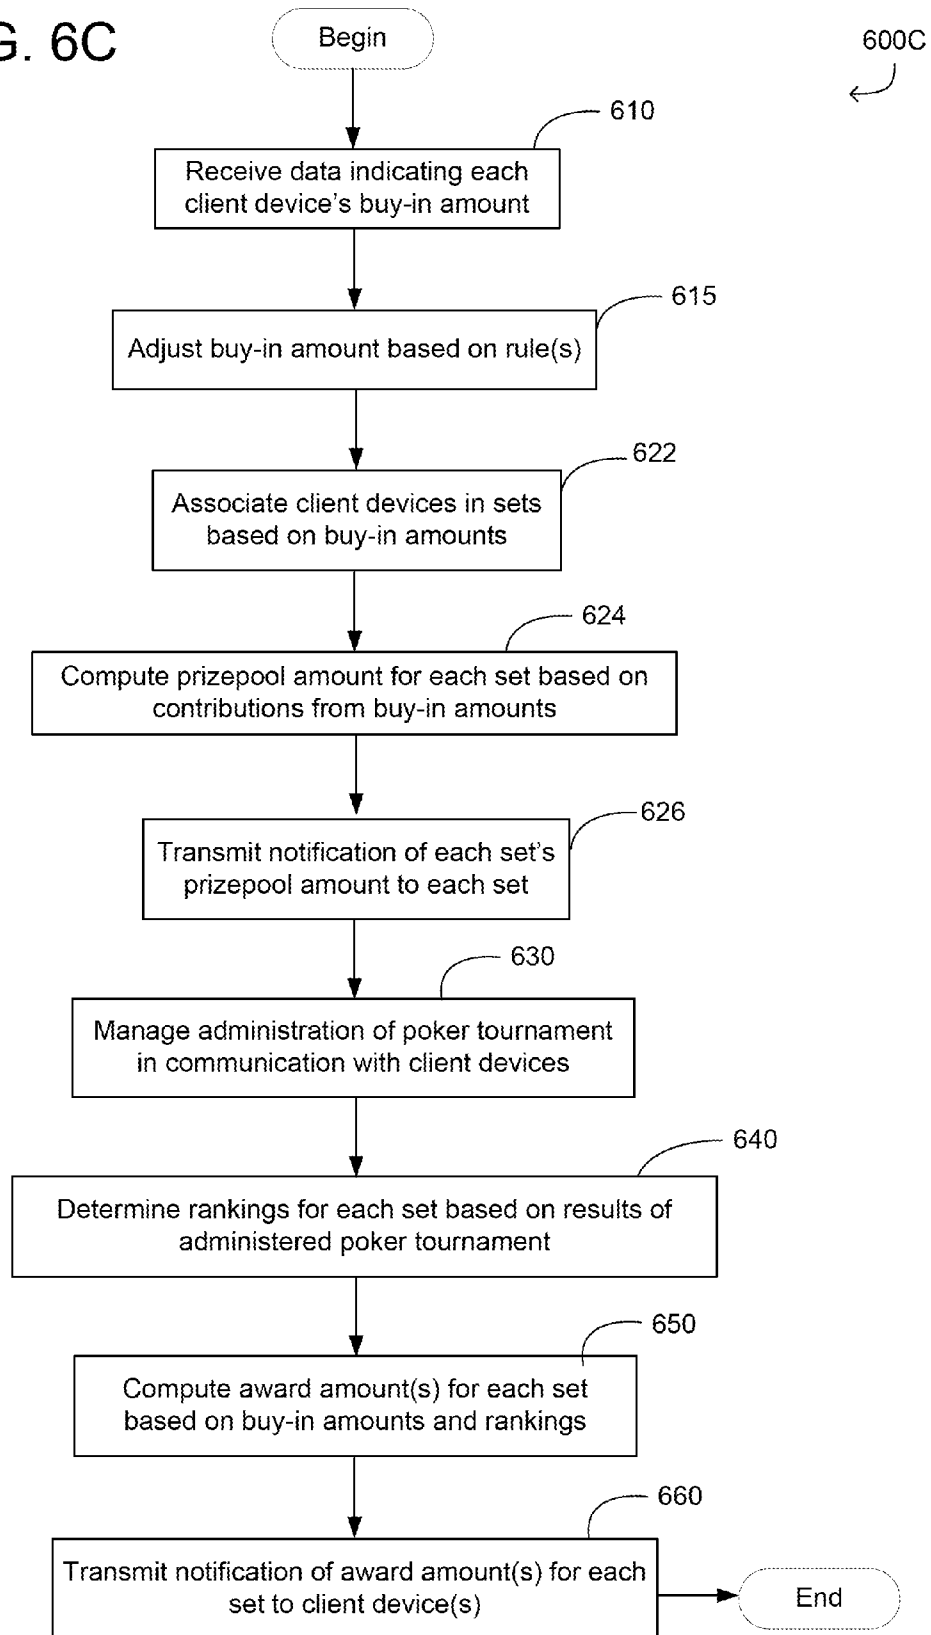 G. 6C
Begin
600C
610
Receive data indicating each
client device's buy-in amount
615
Adjust buy-in amount based on rule(s)
622
Associate client devices in sets
based on buy-in amounts
624
Compute prizepool amount for each set based on
contributions from buy-in amounts
626
Transmit notification of each set's
prizepool amount to each set
630
Manage administration of poker tournament
in communication with client devices
640
Determine rankings for each set based on results of
administered poker tournament
650
Compute award amount(s) for each set
based on buy-in amounts and rankings
660
Transmit notification of award amount(s) for each
set to client device(s)
End